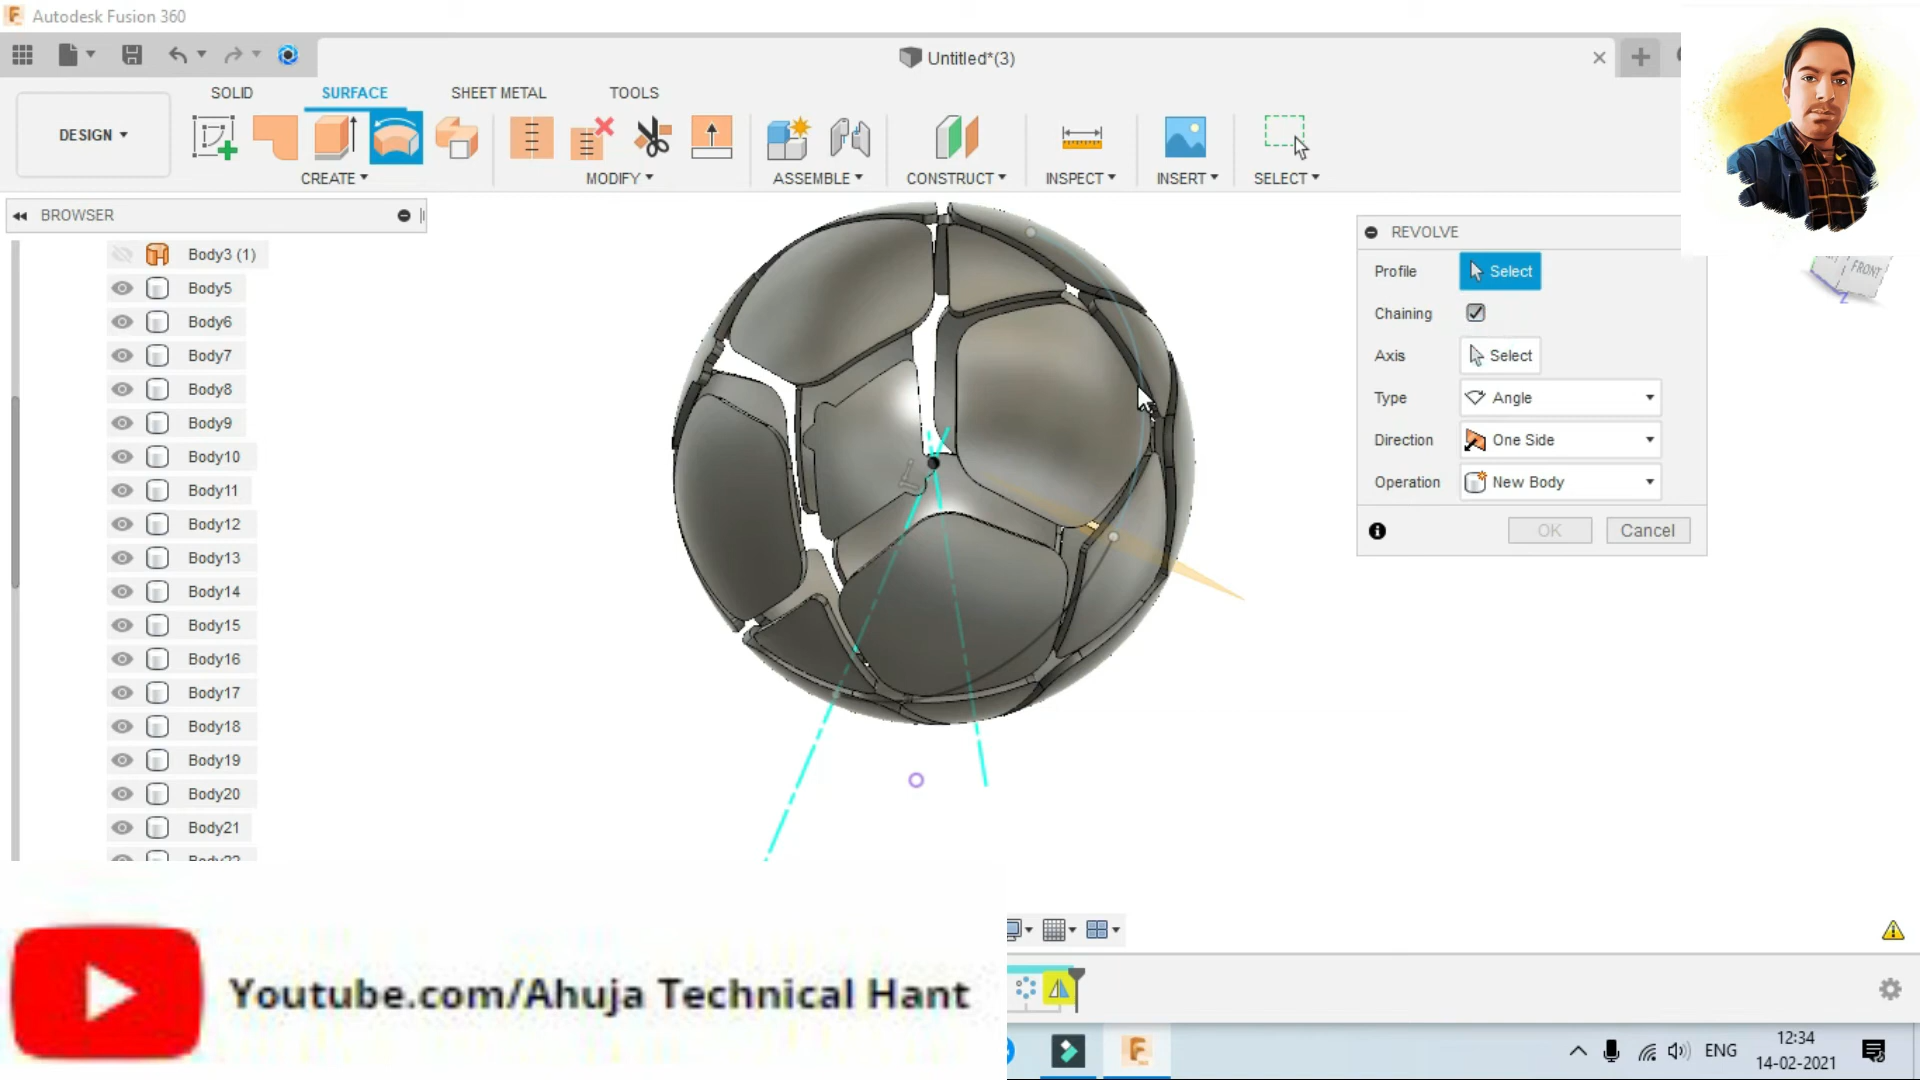 Autodesk Fusion 360
Untitled*(3)
SOLID SURFACE SHEET METAL TOOLS
DESIGN
CREATE MODIFY ASSEMBLE CONSTRUCT INSPECT INSERT SELECT
BROWSER
Body3 (1)
Body5
Body6
Body7
Body8
Body9
Body10
Body11
Body12
Body13
Body14
Body15
Body16
Body17
Body18
Body19
Body20
Body21
Body22
REVOLVE
Profile Select
Chaining
Axis Select
Type Angle
Direction One Side
Operation New Body
OK Cancel
FRONT
Z
Youtube.com/Ahuja Technical Hant
ENG
12:34
14-02-2021